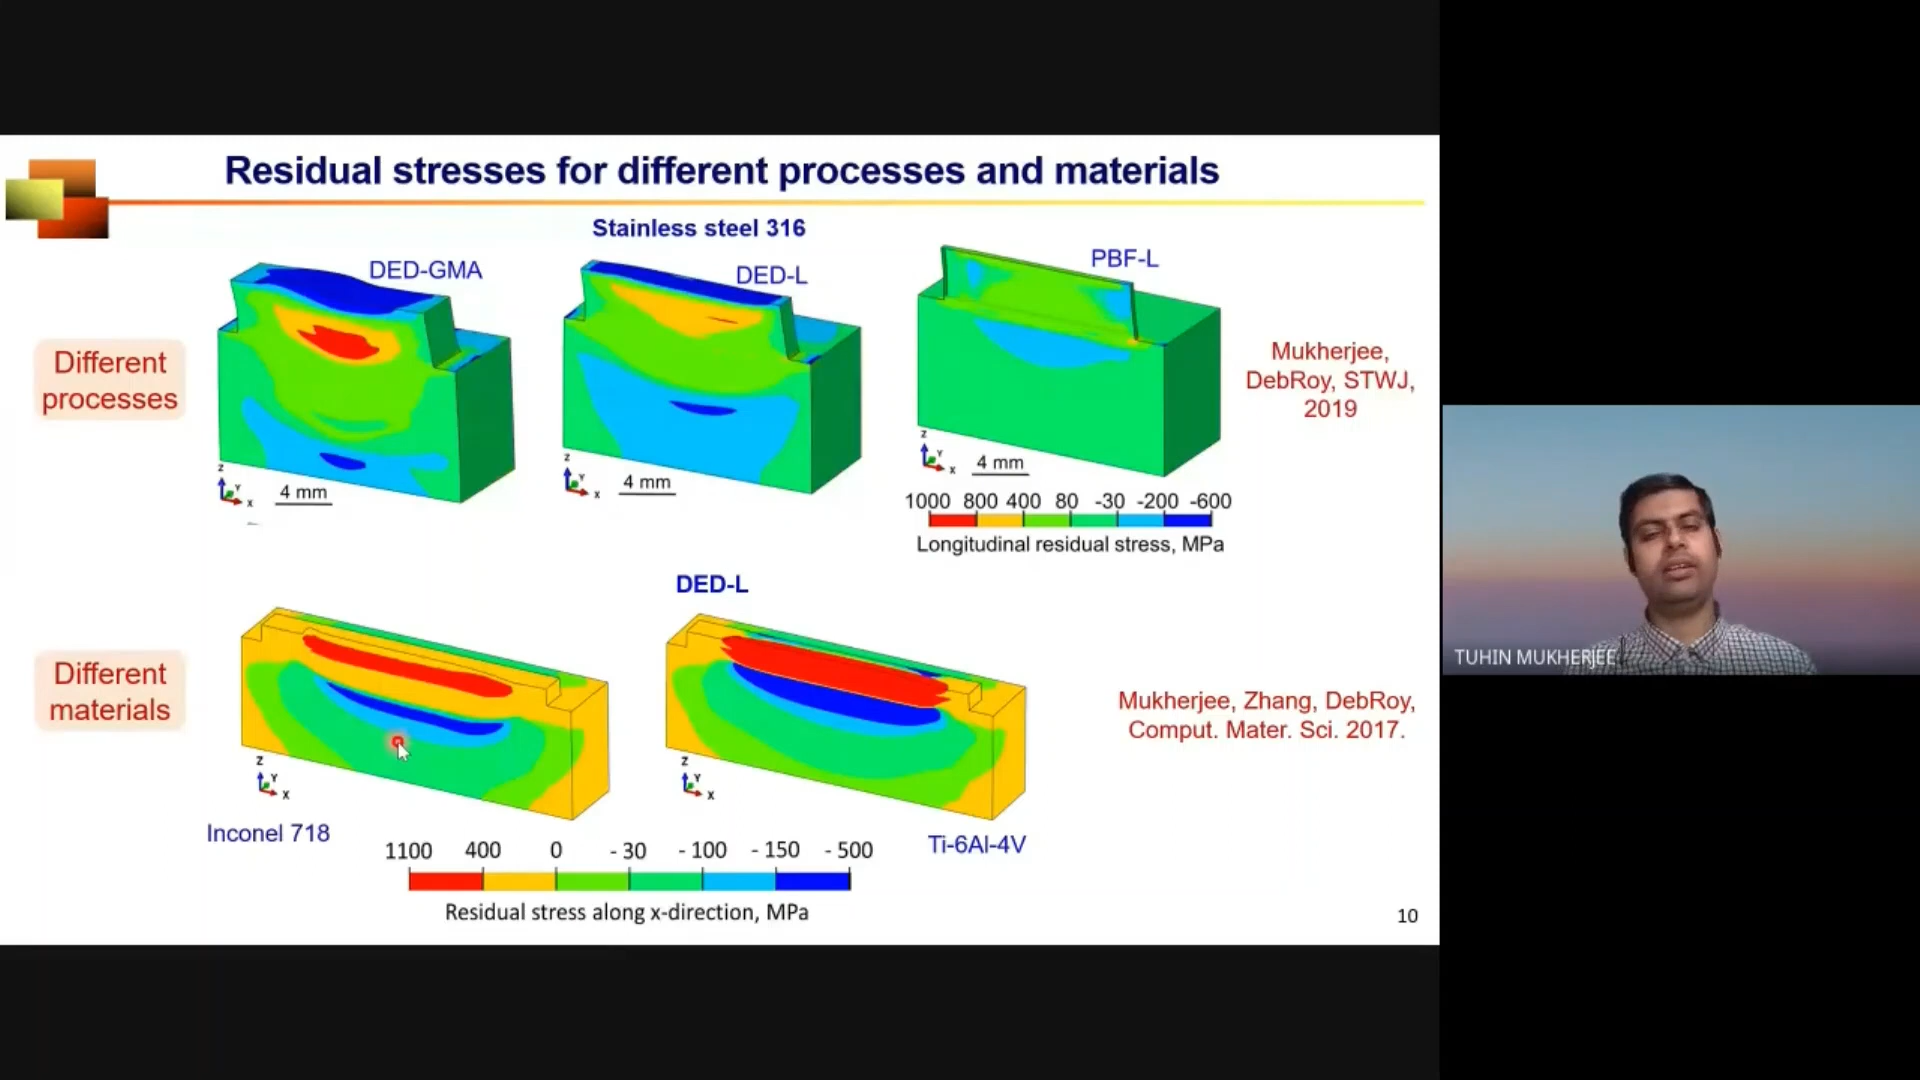 Residual stresses for different processes and materials
Stainless steel 316
DED-GMA
DED-L
PBF-L
Different
processes
Mukherjee,
DebRoy, STWJ,
2019
Z
Y
X
4 mm
Z
Y
X
4 mm
Z
Y
X
4 mm
1000 800 400 80 -30 -200 -600
Longitudinal residual stress, MPa
DED-L
Different
materials
Mukherjee, Zhang, DebRoy,
Comput. Mater. Sci. 2017.
Z
Y
X
Z
Y
X
Inconel 718
Ti-6Al-4V
1100 400 0 - 30 - 100 - 150 - 500
Residual stress along x-direction, MPa
10
TUHIN MUKHERJEE